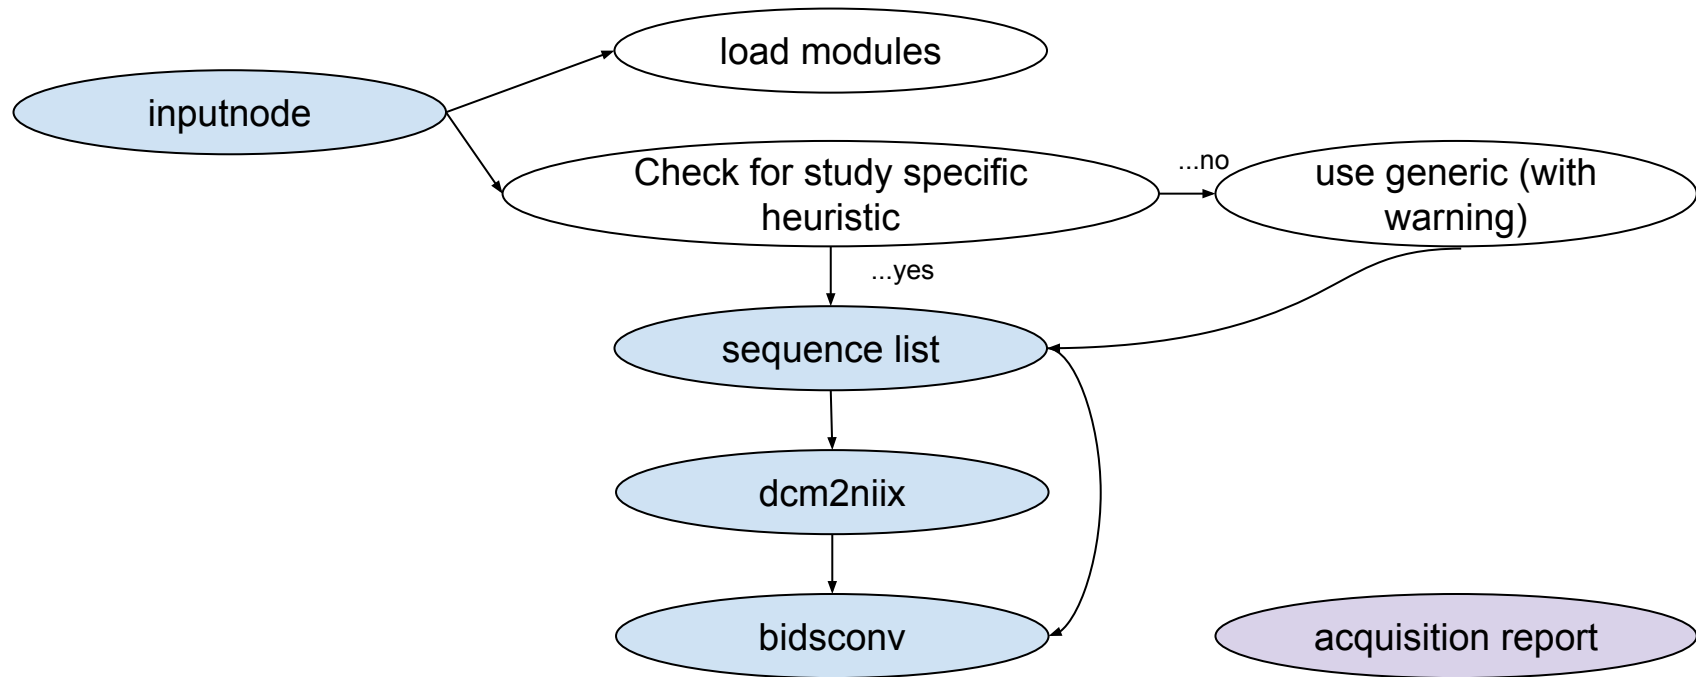 load modules
inputnode
Check for study specific
heuristic
...no
use generic (with
warning)
...yes
sequence list
dcm2niix
bidsconv
acquisition report